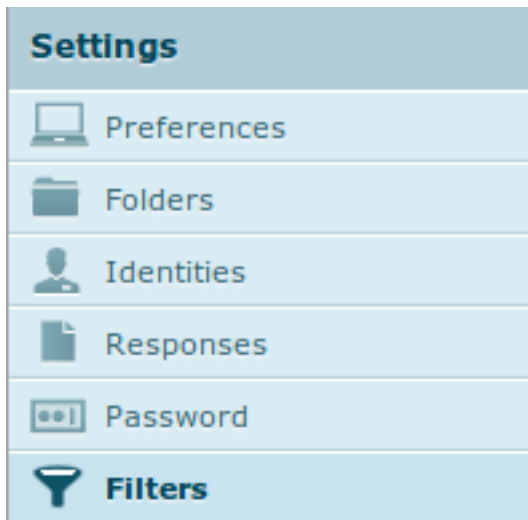 Settings
Preferences
Folders
Identities
Responses
Password
Filters